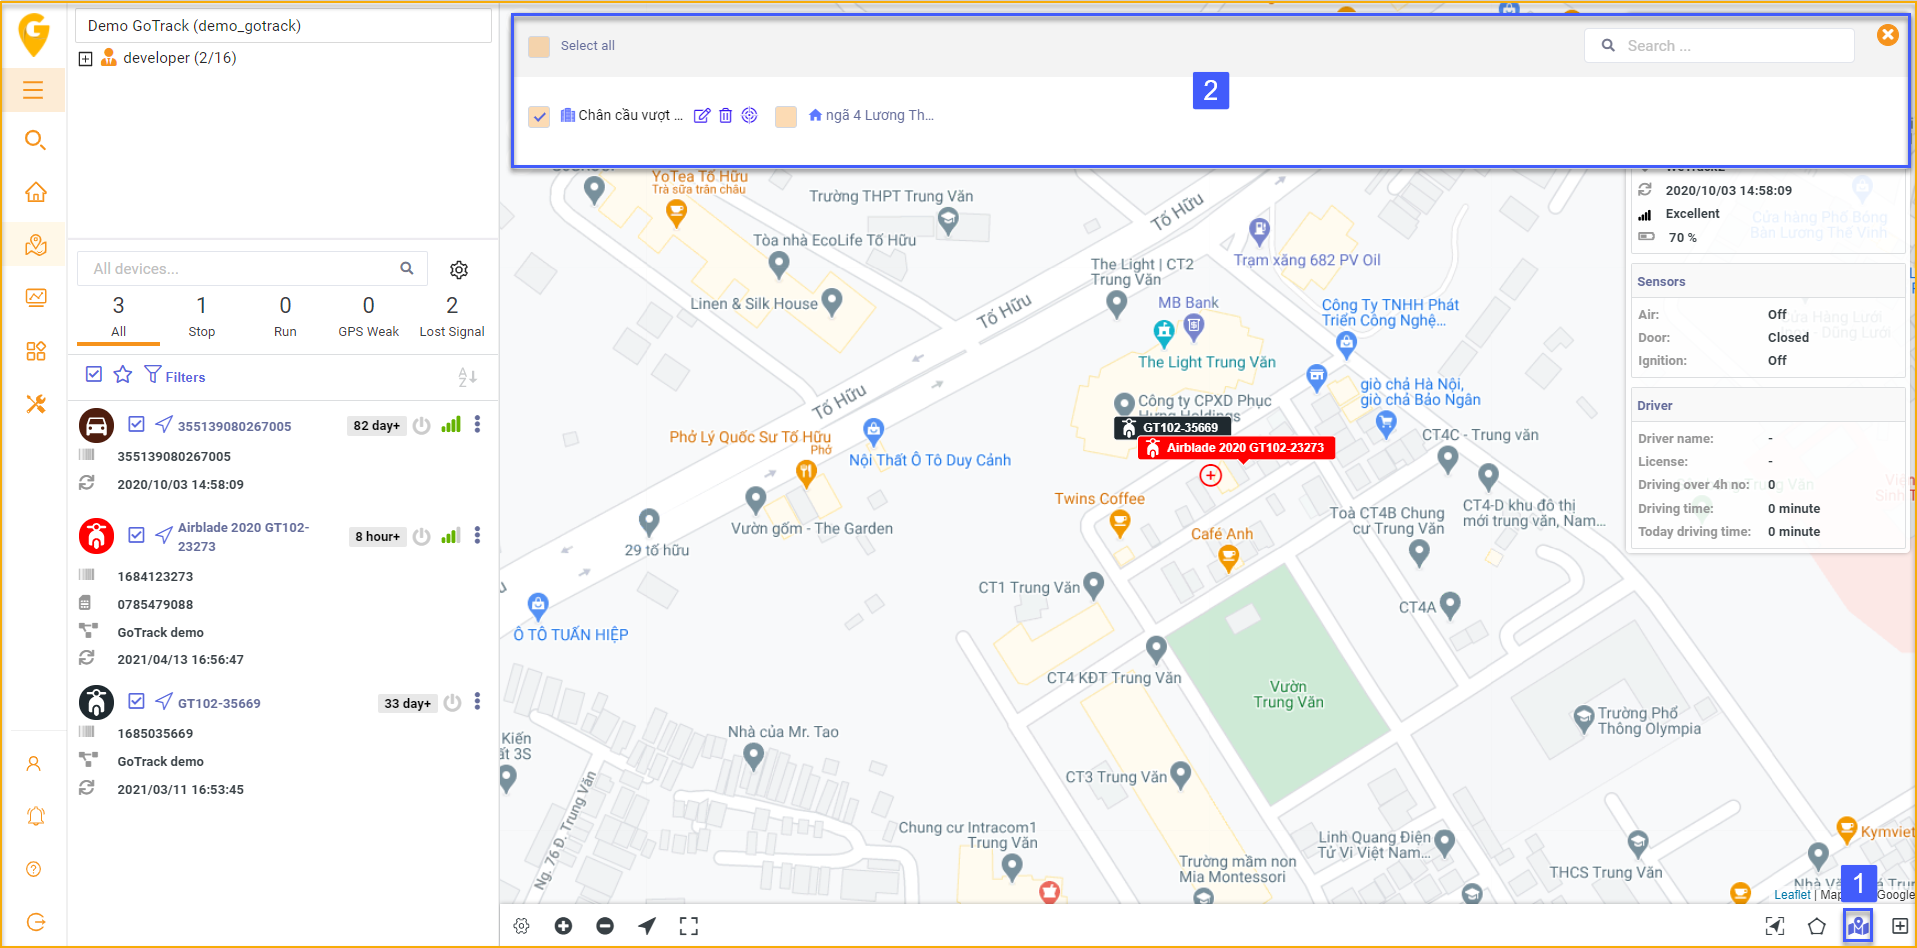 Demo GoTrack (demo_gotrack)
developer (2/16)
All devices...
3
All
1
Stop
0
Run
0
GPS Weak
2
Lost Signal
Filters
355139080267005
82 day+
355139080267005
2020/10/03 14:58:09
Airblade 2020 GT102-
23273
8 hour+
1684123273
0785479088
GoTrack demo
2021/04/13 16:56:47
GT102-35669
33 day+
1685035669
GoTrack demo
2021/03/11 16:53:45
Select all
Search ...
2
Chân cầu vượt ...
ngã 4 Lương Th...
2020/10/03 14:58:09
Excellent
70 %
Cửa hàng Phố Bông
Bàn Lương Thế Vinh
Sensors
Air: Off
Door: Closed
Ignition: Off
Driver
Driver name: -
License: -
Driving over 4h no: 0
Driving time: 0 minute
Today driving time: 0 minute
YoTea Tố Hữu
Trà sữa trân châu
Trường THPT Trung Văn
Tố Hữu
Tòa nhà EcoLife Tố Hữu
Trạm xăng 682 PV Oil
The Light | CT2
Trung Văn
Linen & Silk House
Tố Hữu
MB Bank
Công Ty TNHH Phát
Triển Công Nghệ...
The Light Trung Văn
giò chả Hà Nội,
giò chả Bảo Ngân
Tố Hữu
Công ty CPXD Phục
Hưng Holdings
GT102-35669
Airblade 2020 GT102-23273
CT4C - Trung văn
Phở Lý Quốc Sư Tố Hữu
Phở
Nội Thất Ô Tô Duy Cảnh
Twins Coffee
CT4-D khu đô thị
mới trung văn, Nam...
Toà CT4B Chung
cư Trung Văn
Vườn gốm - The Garden
Café Anh
29 tố hữu
CT1 Trung Văn
CT4A
Ô TÔ TUẤN HIỆP
CT4 KĐT Trung Văn
Vườn
Trung Văn
Trường Phổ
Thông Olympia
Nhà của Mr. Tao
Kiến
ất 3S
CT3 Trung Văn
Ng. 76 Đ. Trung Văn
Chung cư Intracom1
Trung Văn
Linh Quang Điện
Tử Vi Việt Nam...
Kymviet
Trường mầm non
Mia Montessori
THCS Trung Văn
1
Leaflet | Map
Google